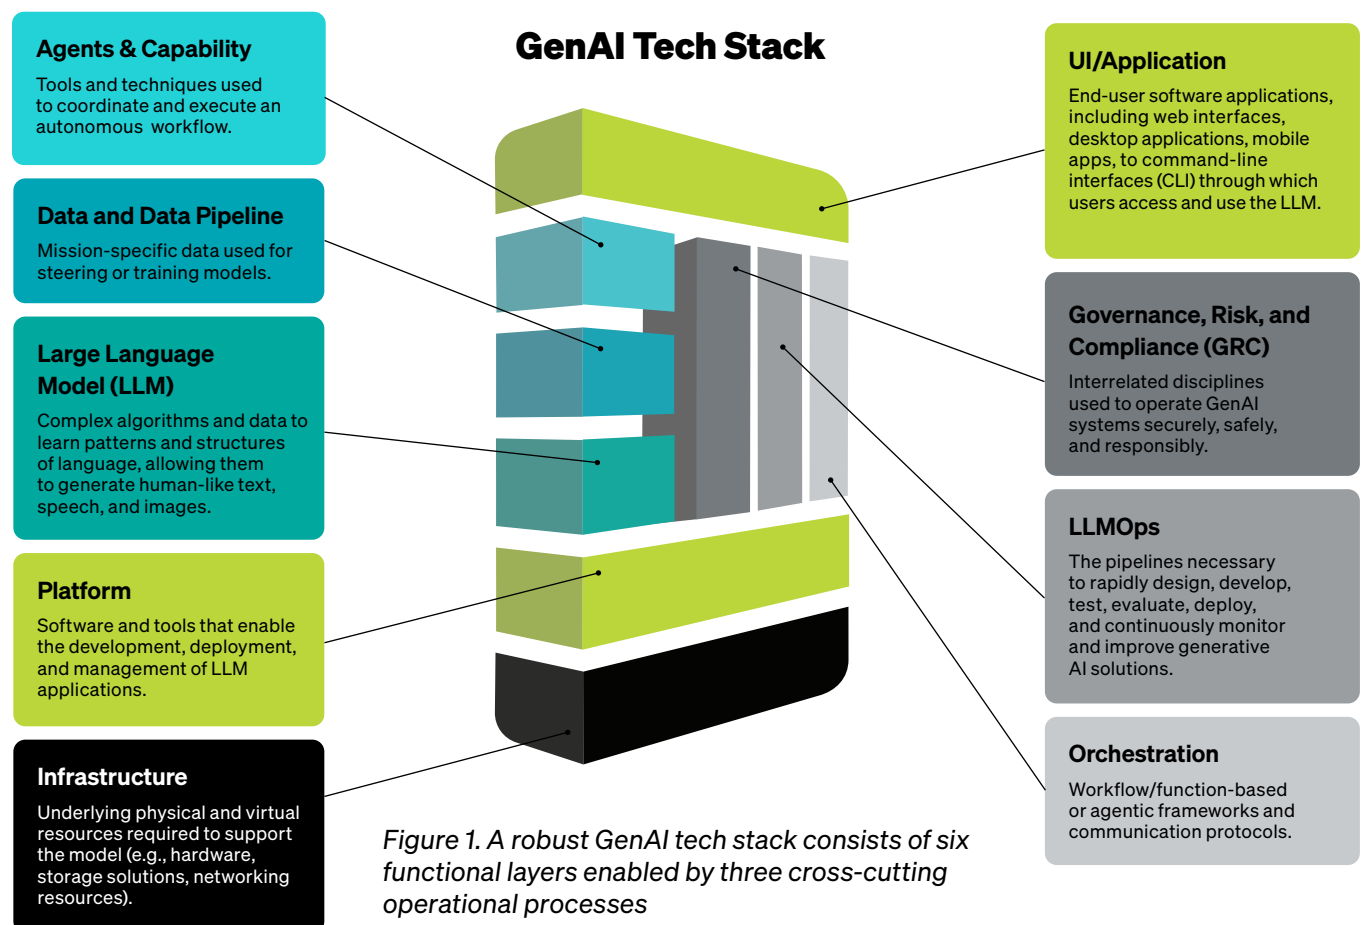 GenAI Tech Stack
Agents & Capability
Tools and techniques used
to coordinate and execute an
autonomous workflow.
Data and Data Pipeline
Mission-specific data used for
steering or training models.
Large Language
Model (LLM)
Complex algorithms and data to
learn patterns and structures
of language, allowing them
to generate human-like text,
speech, and images.
Platform
Software and tools that enable
the development, deployment,
and management of LLM
applications.
Infrastructure
Underlying physical and virtual
resources required to support
the model (e.g., hardware,
storage solutions, networking
resources).
UI/Application
End-user software applications,
including web interfaces,
desktop applications, mobile
apps, to command-line
interfaces (CLI) through which
users access and use the LLM.
Governance, Risk, and
Compliance (GRC)
Interrelated disciplines
used to operate GenAI
systems securely, safely,
and responsibly.
LLMOps
The pipelines necessary
to rapidly design, develop,
test, evaluate, deploy,
and continuously monitor
and improve generative
AI solutions.
Orchestration
Workflow/function-based
or agentic frameworks and
communication protocols.
Figure 1. A robust GenAI tech stack consists of six
functional layers enabled by three cross-cutting
operational processes